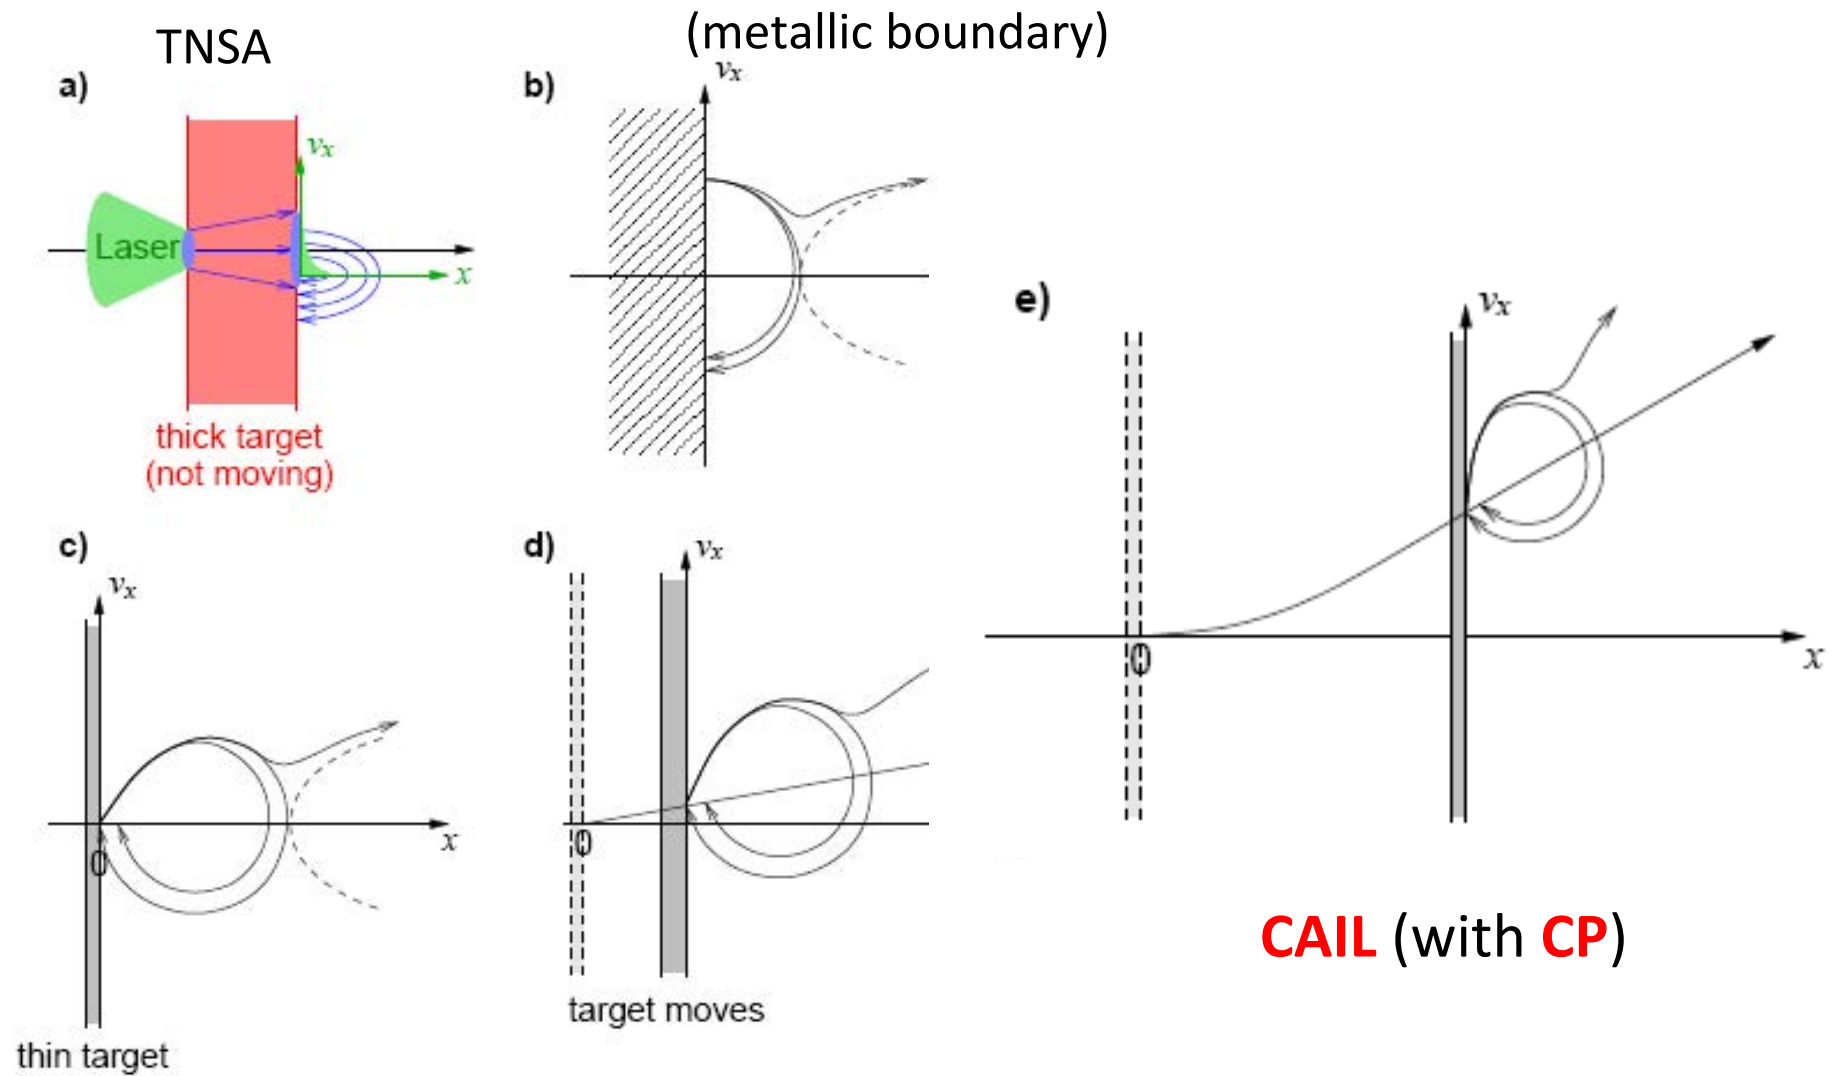 TNSA
(metallic boundary)
a)
vx
Laser
x
thick target
(not moving)
b)
vx
c)
vx
0
x
thin target
d)
vx
0
target moves
e)
vx
0
x
CAIL (with CP)